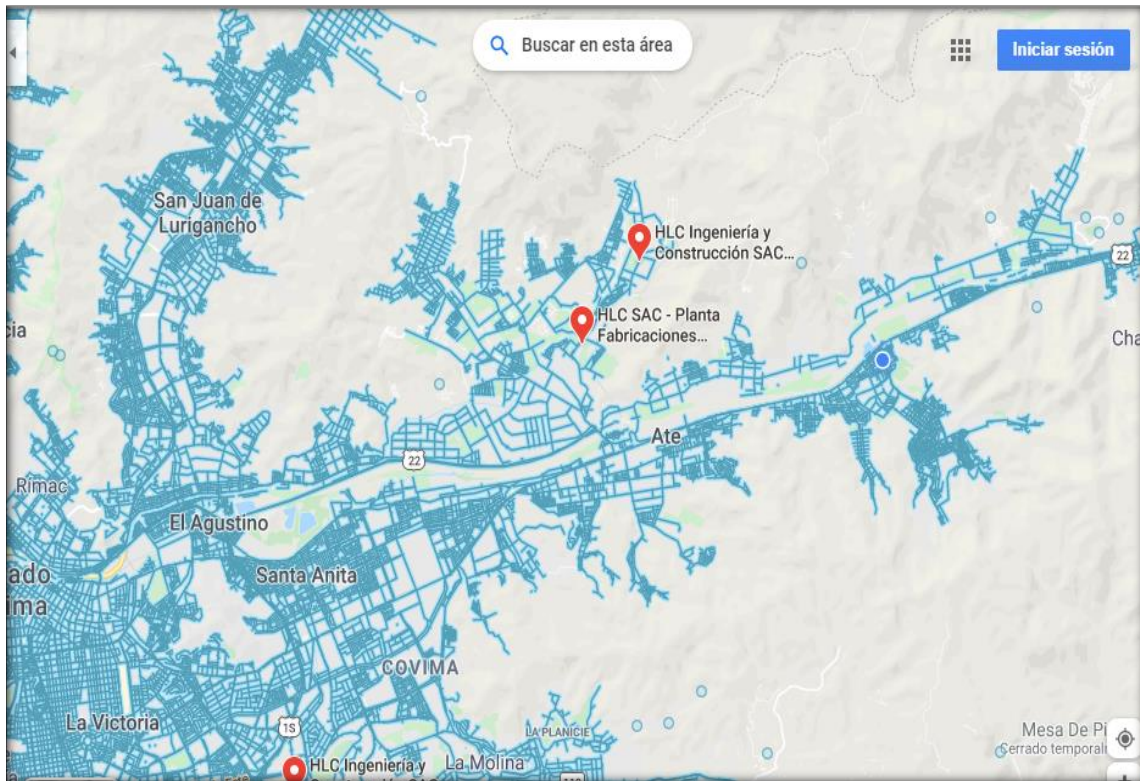 Buscar en esta área
Iniciar sesión
San Juan de
Lurigancho
HLC Ingeniería y
Construcción SAC...
22
HLC SAC - Planta
Fabricaciones...
cia
Cha
Ate
22
Rimac
El Agustino
ado
ima
Santa Anita
COVIMA
La Victoria
1S
LA PLANICIE
Mesa De Pi
Cerrado temporal
HLC Ingeniería y
La Molina